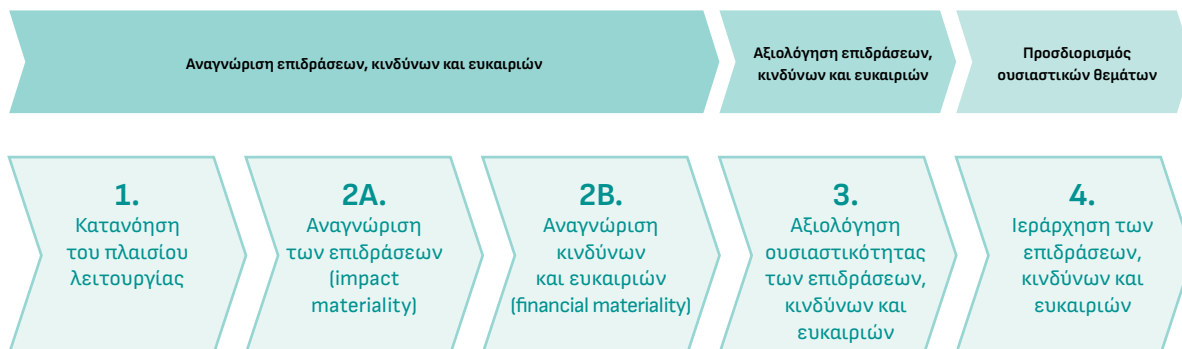 Αναγνώριση επιδράσεων, κινδύνων και ευκαιριών
Αξιολόγηση επιδράσεων,
κινδύνων και ευκαιριών
Προσδιορισμός
ουσιαστικών θεμάτων
1.
Κατανόηση
του πλαισίου
λειτουργίας
2A.
Αναγνώριση
των επιδράσεων
(impact
materiality)
2B.
Αναγνώριση
κινδύνων
και ευκαιριών
(financial materiality)
3.
Αξιολόγηση
ουσιαστικότητας
των επιδράσεων,
κινδύνων και
ευκαιριών
4.
Ιεράρχηση των
επιδράσεων,
κινδύνων και
ευκαιριών